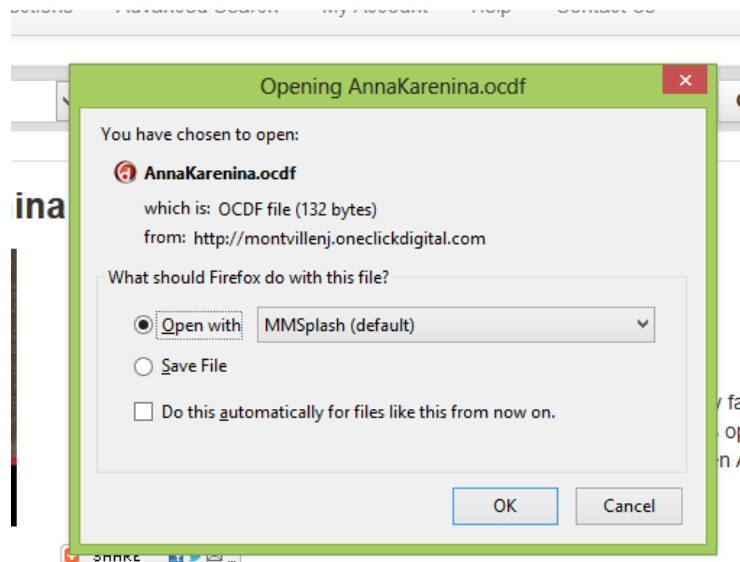 Advanced Search My Account Help Contact Us
Opening AnnaKarenina.ocdf
You have chosen to open:
AnnaKarenina.ocdf
which is: OCDF file (132 bytes)
from: http://montvillenj.oneclickdigital.com
ina
What should Firefox do with this file?
Open with MMSplash (default)
Save File
Do this automatically for files like this from now on.
OK Cancel
SHARE